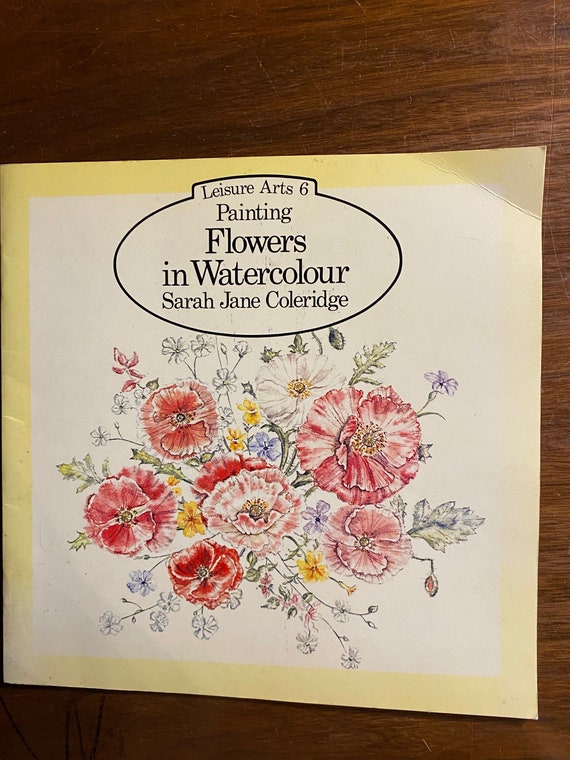 Leisure Arts 6
Painting
Flowers
in Watercolour
Sarah Jane Coleridge